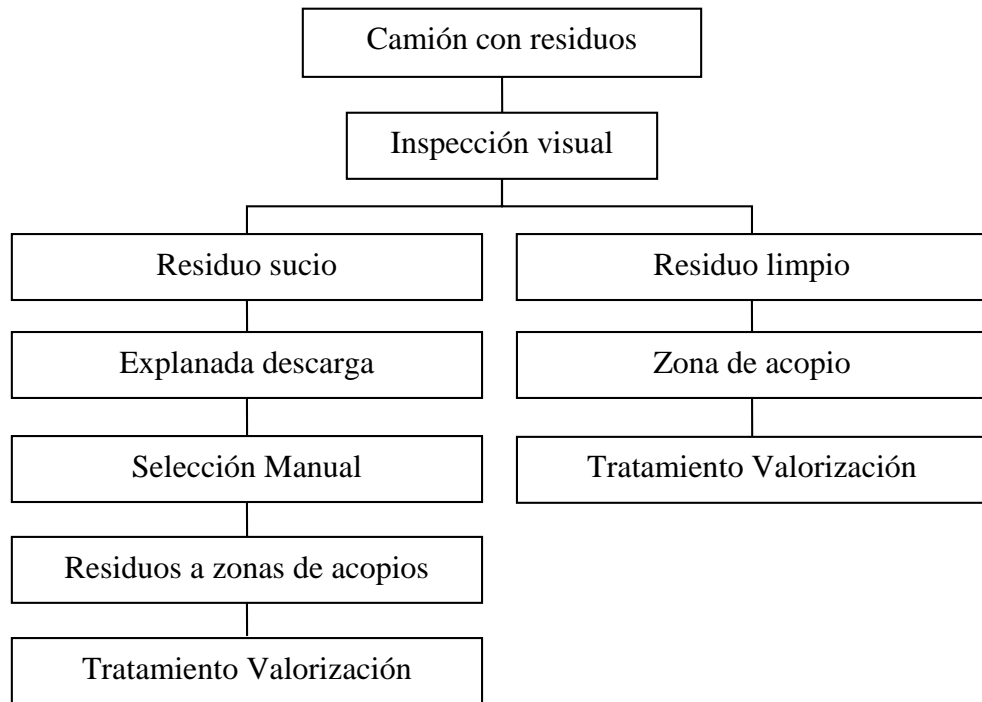 Camión con residuos
Inspección visual
Residuo sucio
Residuo limpio
Explanada descarga
Zona de acopio
Selección Manual
Tratamiento Valorización
Residuos a zonas de acopios
Tratamiento Valorización